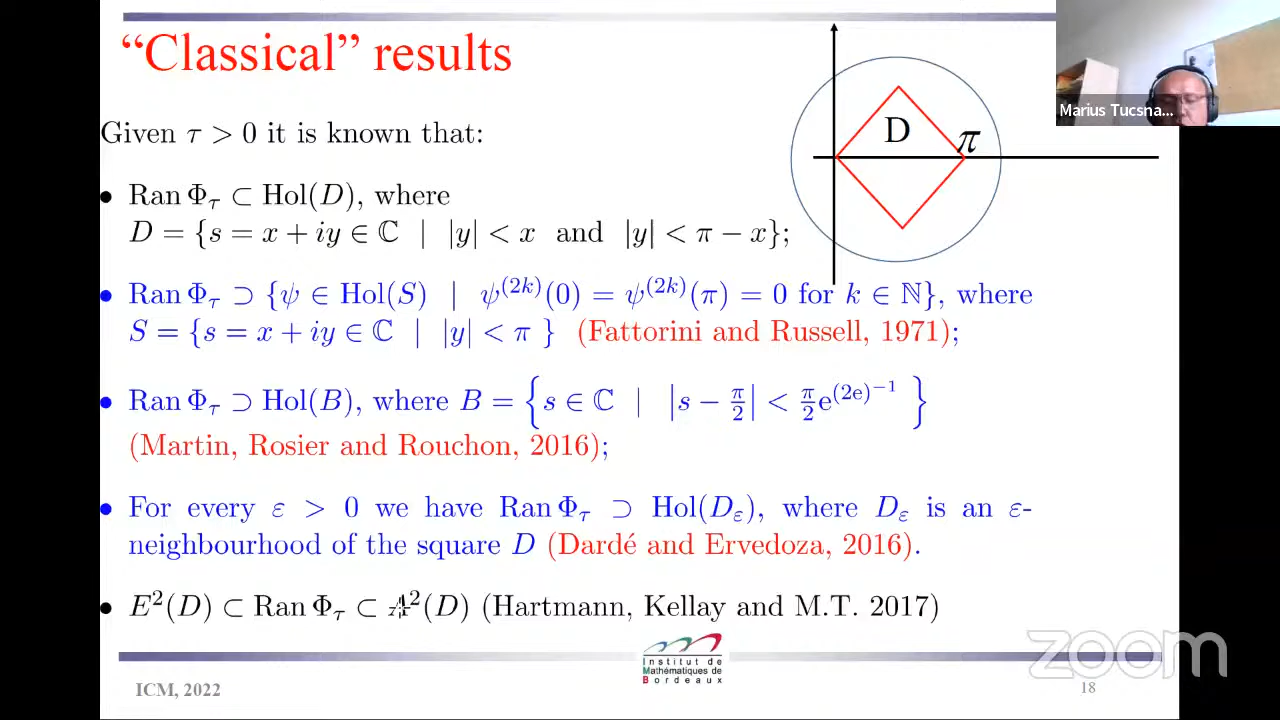 “Classical” results
D
π
Marius Tucsna...
Given τ > 0 it is known that:
• Ran Φ_τ ⊂ Hol(D), where
D = {s = x + iy ∈ ℂ | |y| < x and |y| < π − x};
• Ran Φ_τ ⊃ {ψ ∈ Hol(S) | ψ^(2k)(0) = ψ^(2k)(π) = 0 for k ∈ ℕ}, where
S = {s = x + iy ∈ ℂ | |y| < π } (Fattorini and Russell, 1971);
• Ran Φ_τ ⊃ Hol(B), where B = { s ∈ ℂ | |s − π/2| < π/2 e^(2e)^−1 }
(Martin, Rosier and Rouchon, 2016);
• For every ε > 0 we have Ran Φ_τ ⊃ Hol(D_ε), where D_ε is an ε-
neighbourhood of the square D (Dardé and Ervedoza, 2016).
• E²(D) ⊂ Ran Φ_τ ⊂ A²(D) (Hartmann, Kellay and M.T. 2017)
Institut de
Mathématiques de
Bordeaux
zoom
ICM, 2022
18